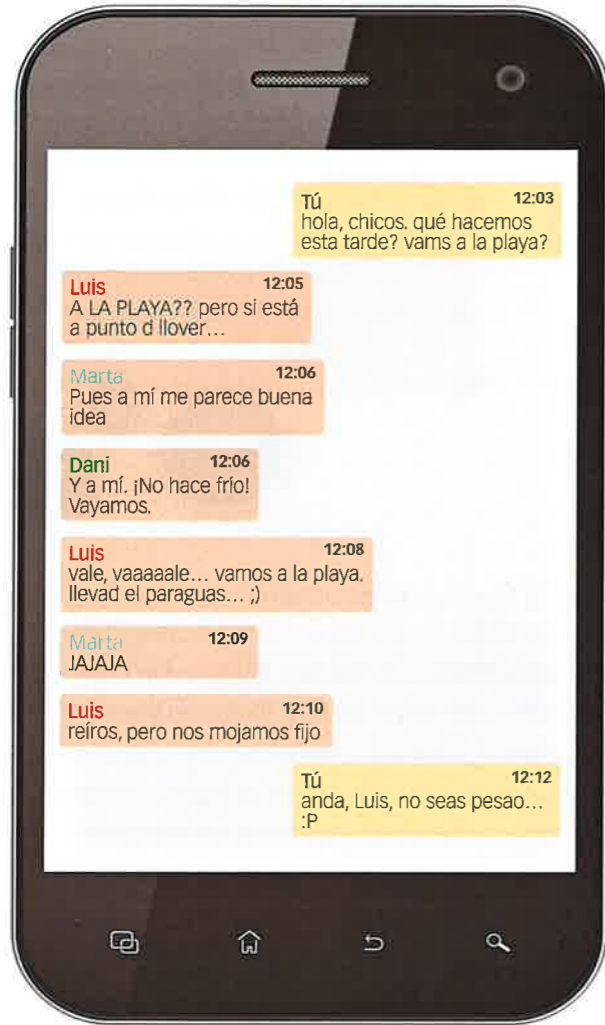 Tú 12:03
hola, chicos. qué hacemos
esta tarde? vams a la playa?
Luis 12:05
A LA PLAYA?? pero si está
a punto d llover...
Marta 12:06
Pues a mí me parece buena
idea
Dani 12:06
Y a mí. ¡No hace frío!
Vayamos.
Luis 12:08
vale, vaaaaale... vamos a la playa.
llevad el paraguas... ;)
Marta 12:09
JAJAJA
Luis 12:10
reíros, pero nos mojamos fijo
Tú 12:12
anda, Luis, no seas pesao...
:P